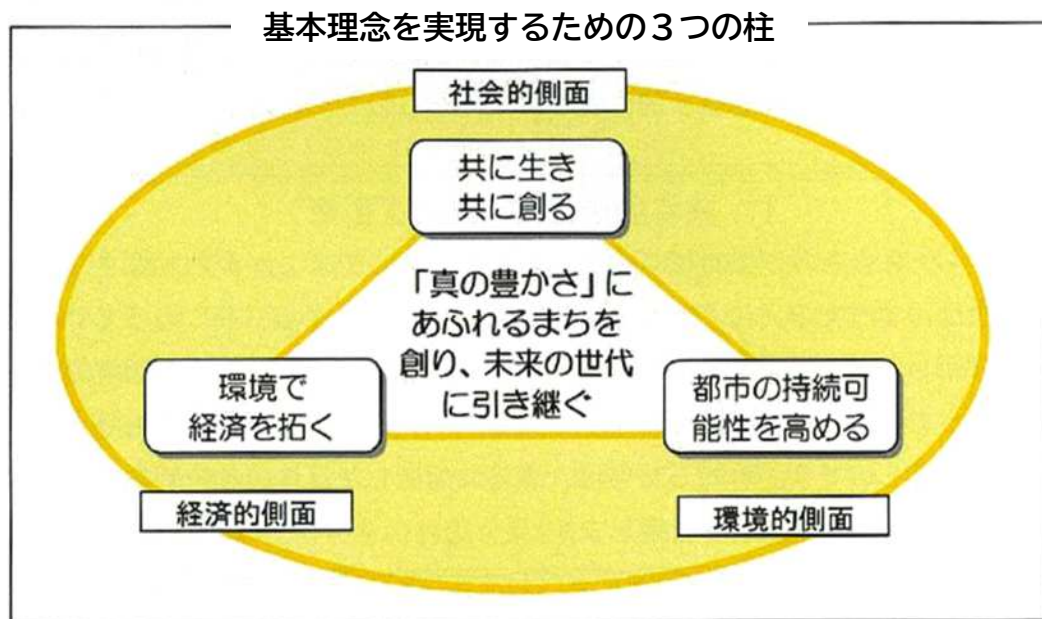 基本理念を実現するための３つの柱
社会的側面
共に生き
共に創る
「真の豊かさ」に
あふれるまちを
創り、未来の世代
に引き継ぐ
環境で
経済を拓く
都市の持続可
能性を高める
経済的側面
環境的側面